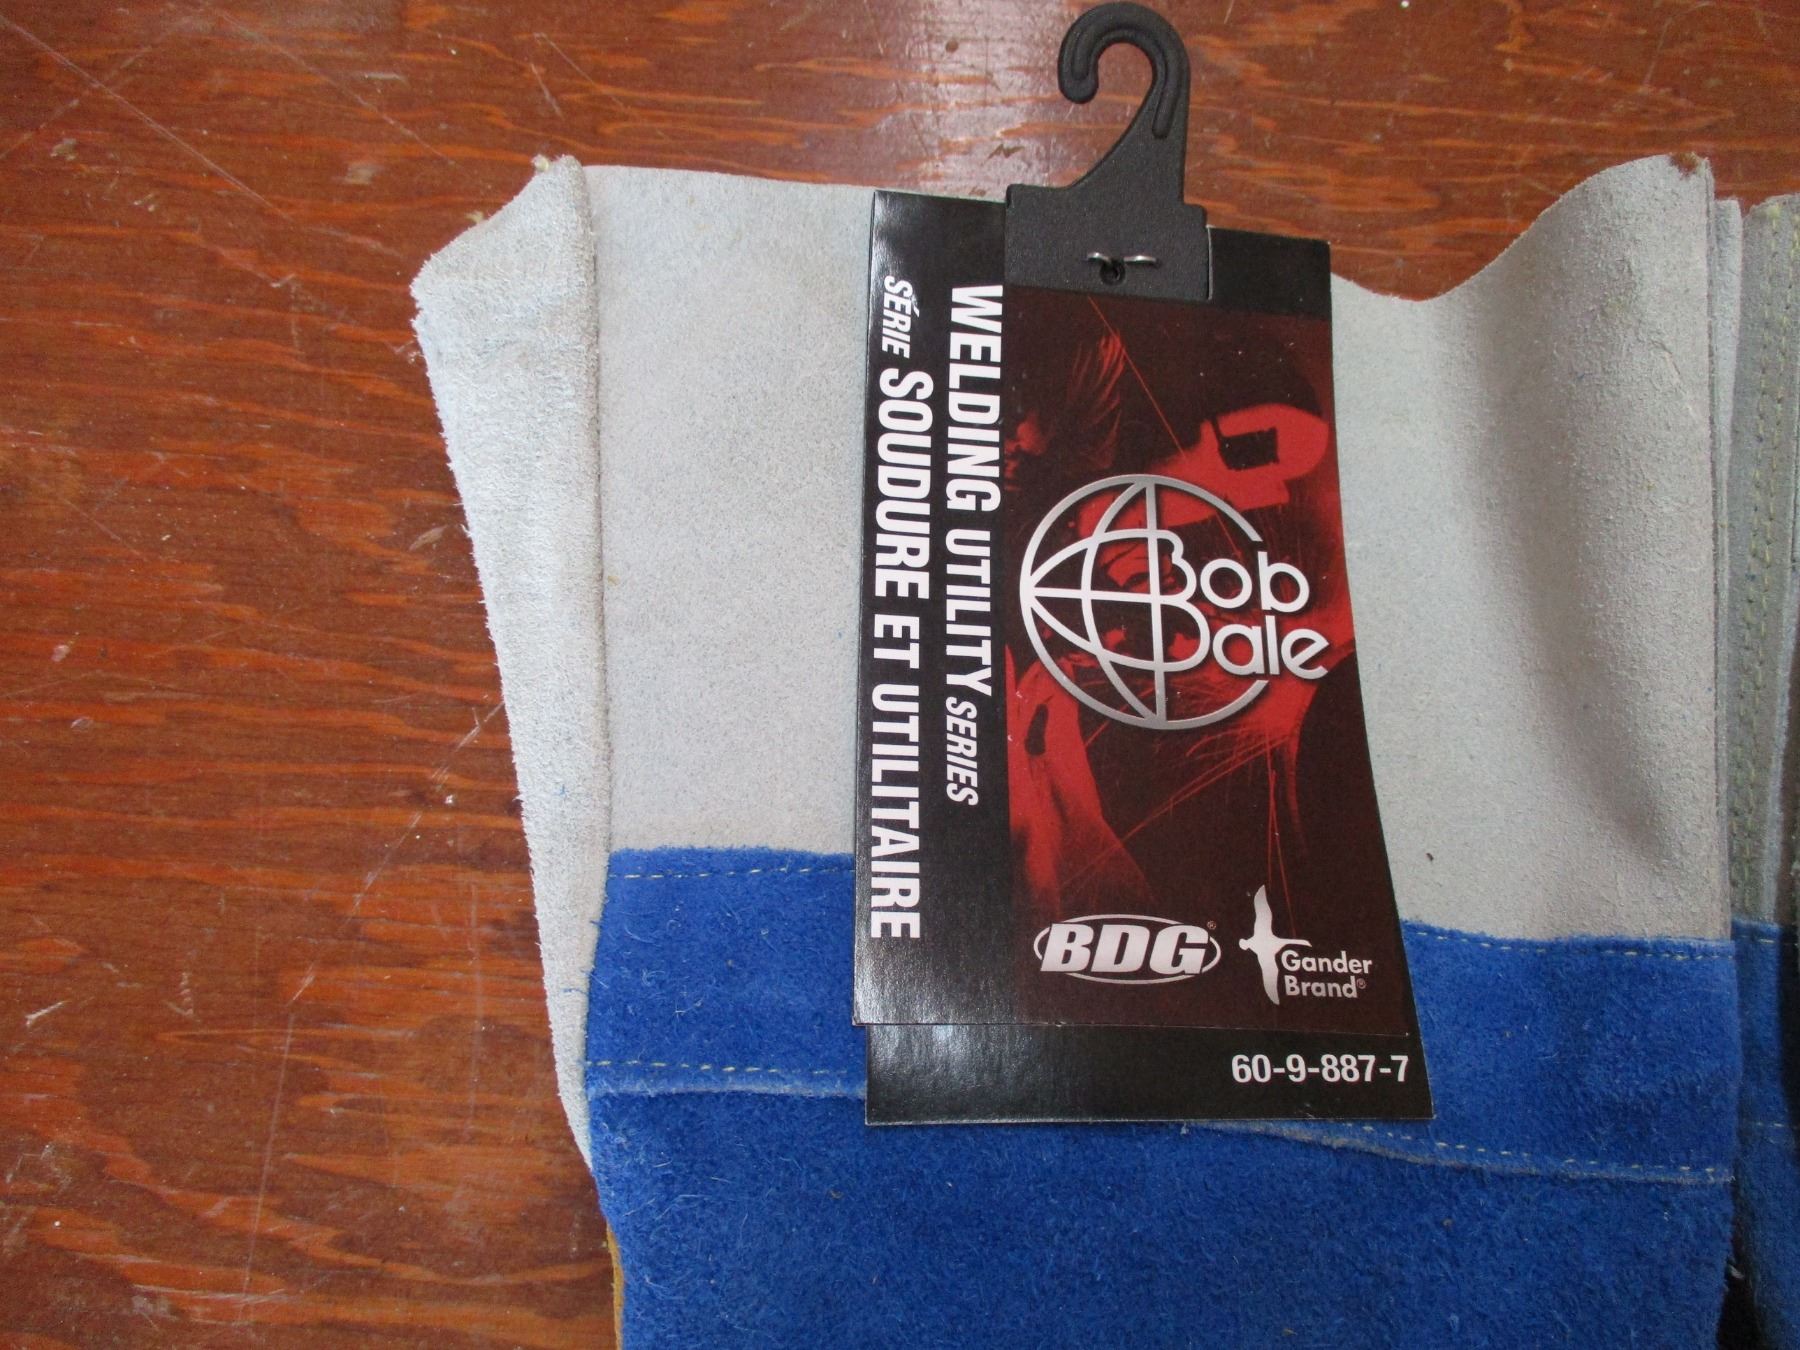 WELDING UTILITY SERIES
SÉRIE SOUDURE ET UTILITAIRE
Bob
Dale
BDG®
Gander
Brand®
60-9-887-7